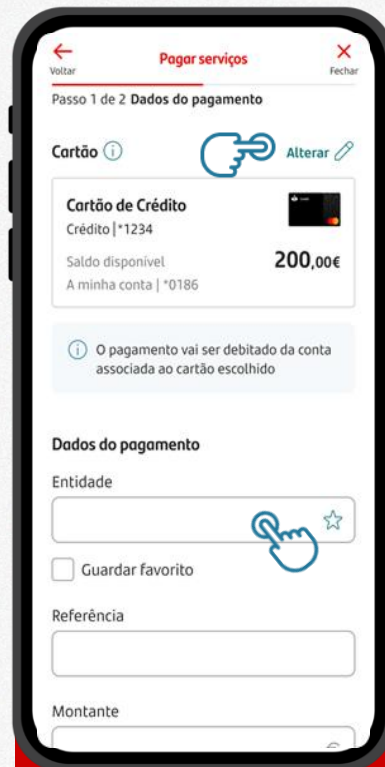 Pagar serviços
Voltar
Fechar
Passo 1 de 2 Dados do pagamento
Cartão
Alterar
Cartão de Crédito
Crédito |*1234
Saldo disponível
200,00€
A minha conta | *0186
O pagamento vai ser debitado da conta
associada ao cartão escolhido
Dados do pagamento
Entidade
Guardar favorito
Referência
Montante
€